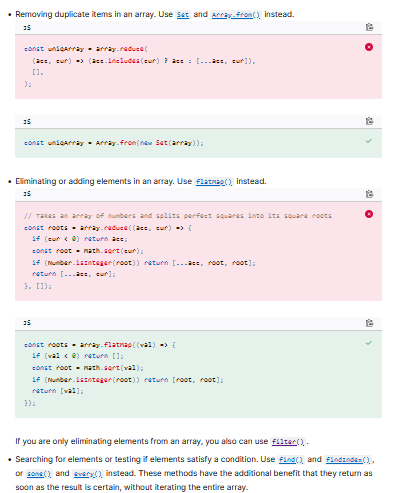 • Removing duplicate items in an array. Use Set and Array.from() instead.
JS
const uniqArray = array.reduce(
(acc, cur) => (acc.includes(cur) ? acc : [...acc, cur]),
[],
);
JS
const uniqArray = Array.from(new Set(array));
• Eliminating or adding elements in an array. Use flatMap() instead.
JS
// Takes an array of numbers and splits perfect squares into its square roots
const roots = array.reduce((acc, cur) => {
if (cur < 0) return acc;
const root = Math.sqrt(cur);
if (Number.isInteger(root)) return [...acc, root, root];
return [...acc, cur];
}, []);
JS
const roots = array.flatMap((val) => {
if (val < 0) return [];
const root = Math.sqrt(val);
if (Number.isInteger(root)) return [root, root];
return [val];
});
If you are only eliminating elements from an array, you also can use filter().
• Searching for elements or testing if elements satisfy a condition. Use find() and findIndex(),
or some() and every() instead. These methods have the additional benefit that they return as
soon as the result is certain, without iterating the entire array.